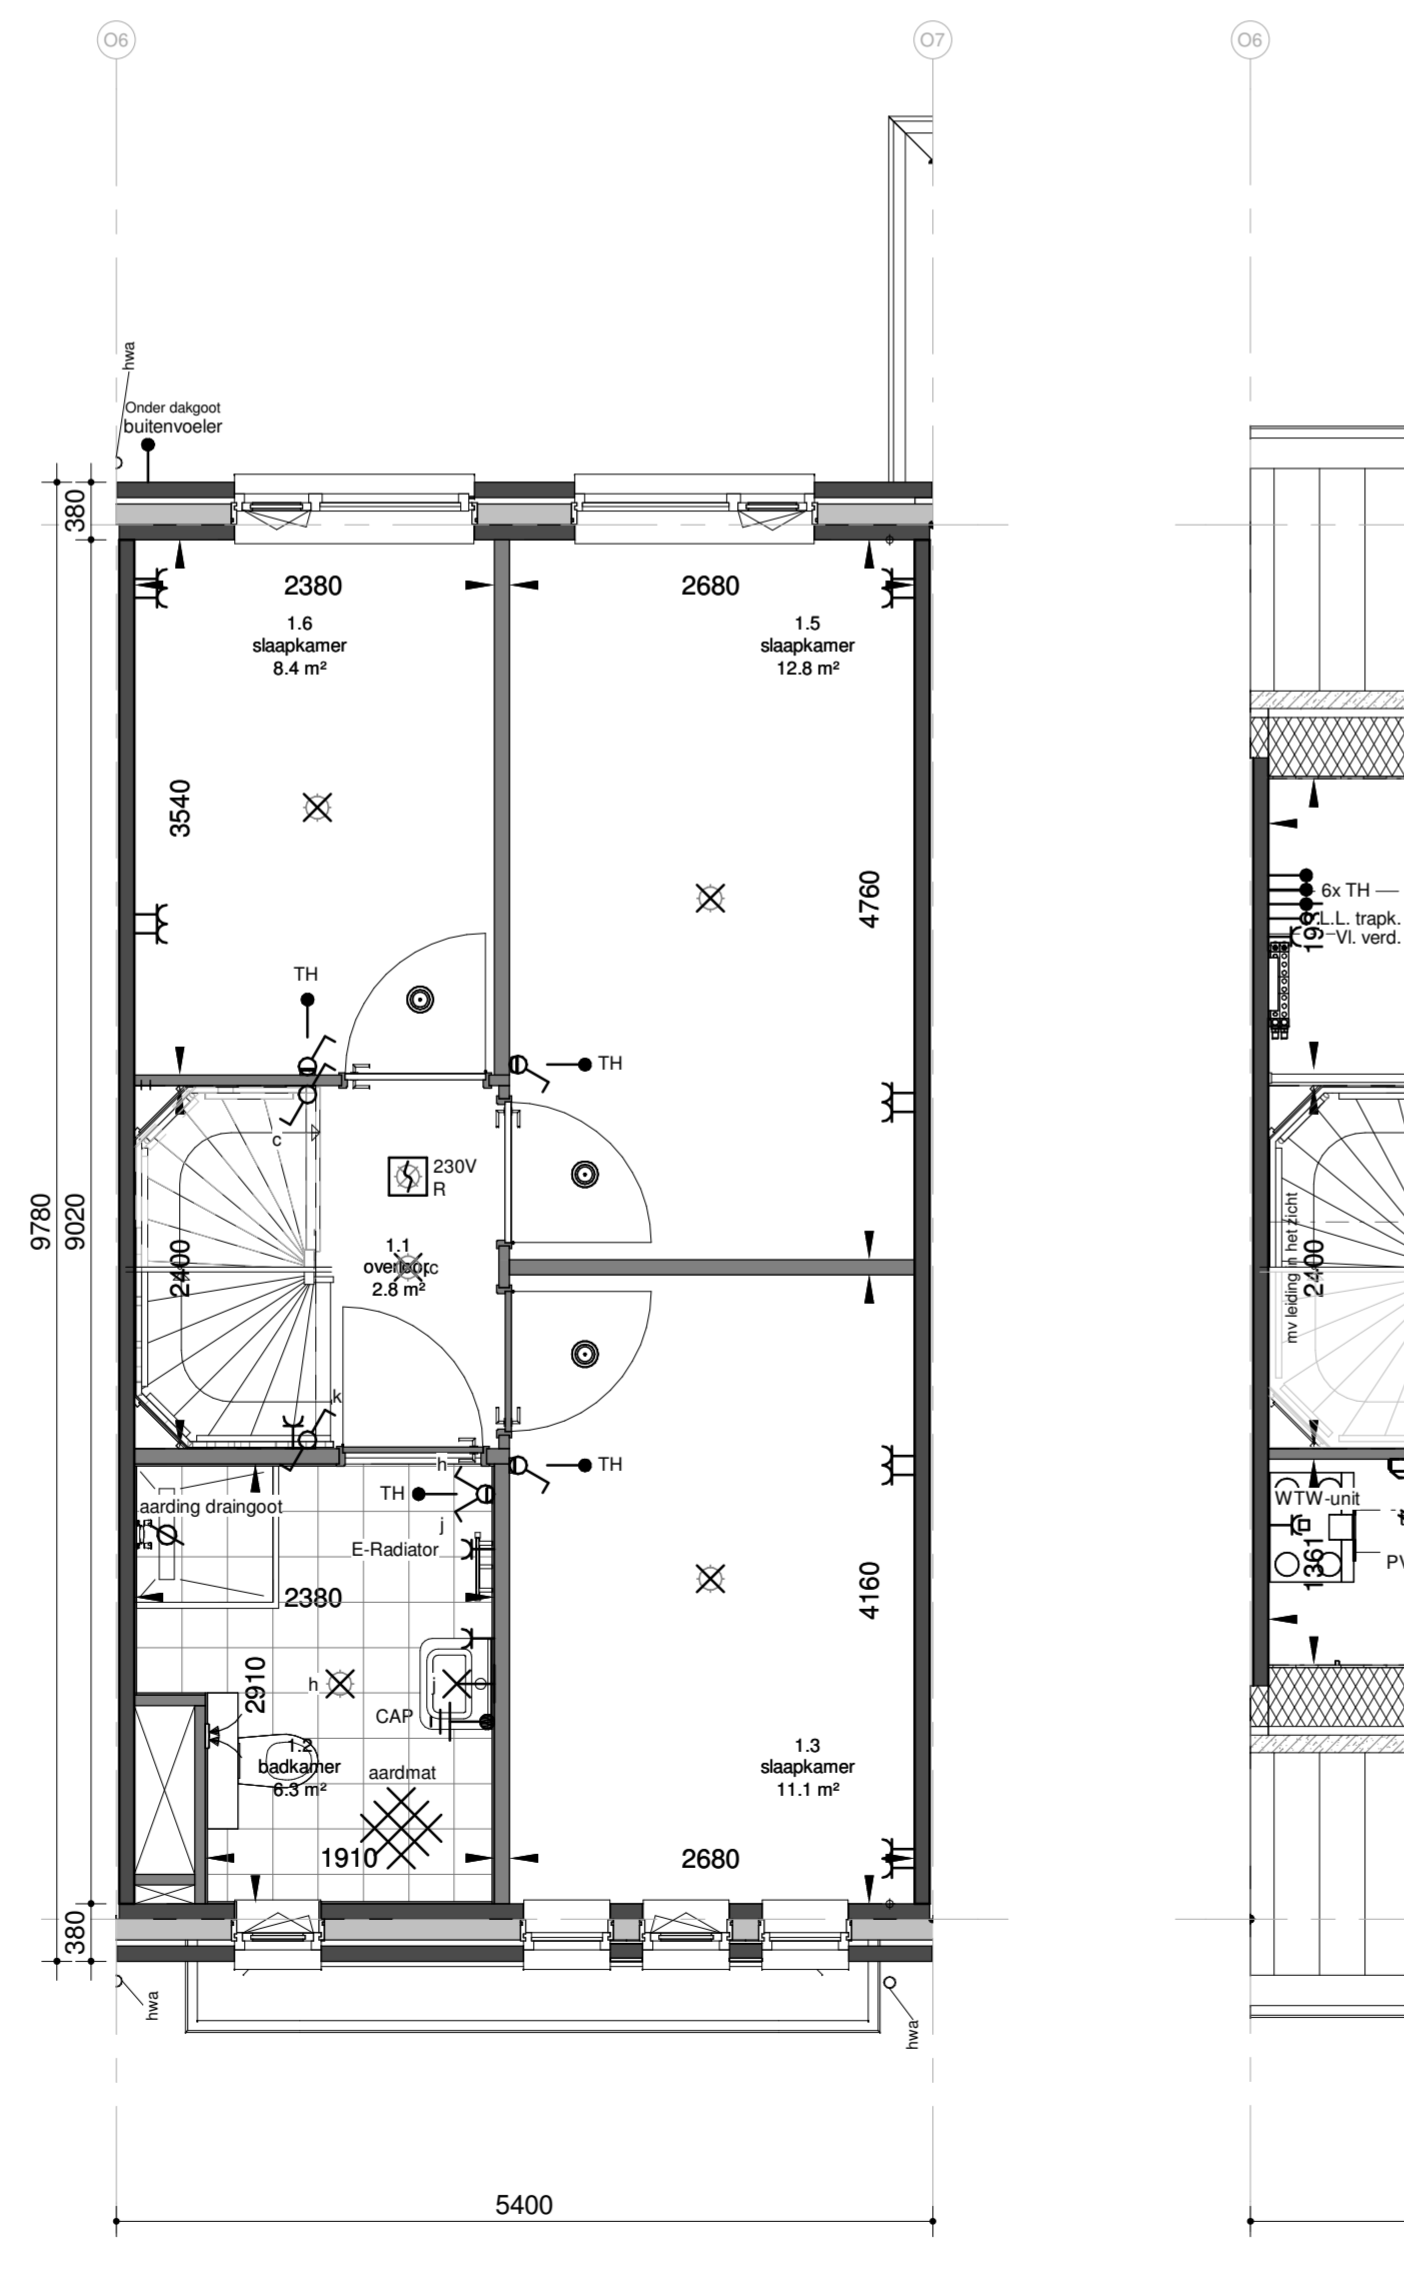 O6
O7
O6
hwa
Onder dakgoot
buitenvoeler
380
2380
2680
1.6
slaapkamer
8.4 m²
1.5
slaapkamer
12.8 m²
3540
4760
6x TH
L.L. trapk.
193
Vl. verd.
TH
TH
c
230V
R
9780
9020
2400
1.1
overloop
c
2.8 m²
mv leiding in het zicht
2400
k
h
TH
TH
aarding draingoot
j
E-Radiator
WTW-unit
1361
PV
2380
4160
2910
h
j
CAP
1.2
badkamer
6.3 m²
aardmat
1.3
slaapkamer
11.1 m²
1910
2680
380
hwa
hwa
5400